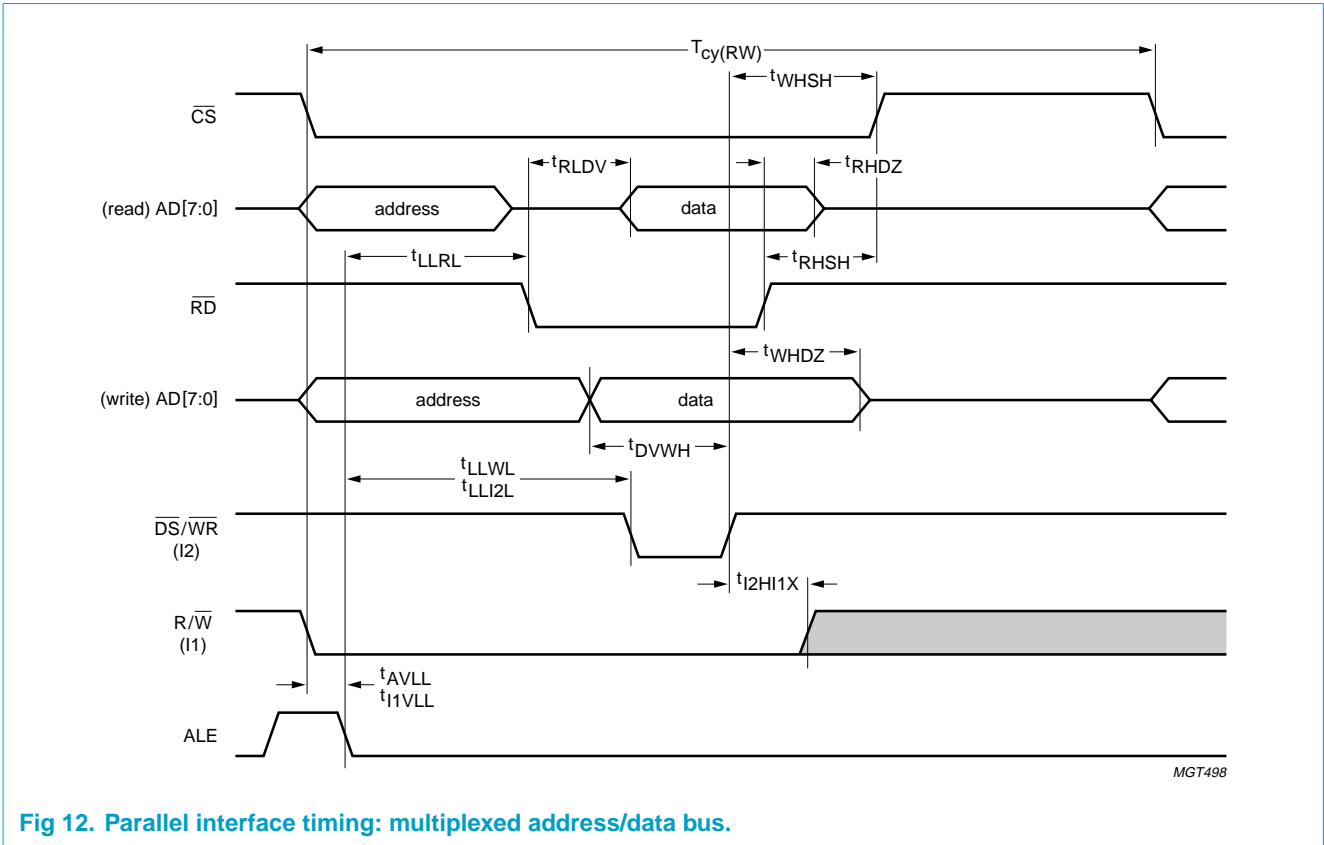 Tcy(RW)
tWHSH
CS
tRLDV
tRHDZ
(read) AD[7:0]
address
data
tLLRL
tRHSH
RD
tWHDZ
(write) AD[7:0]
address
data
tDVWH
tLLWL
tLLI2L
DS/WR
(I2)
tI2HI1X
R/W
(I1)
tAVLL
tI1VLL
ALE
MGT498
Fig 12. Parallel interface timing: multiplexed address/data bus.